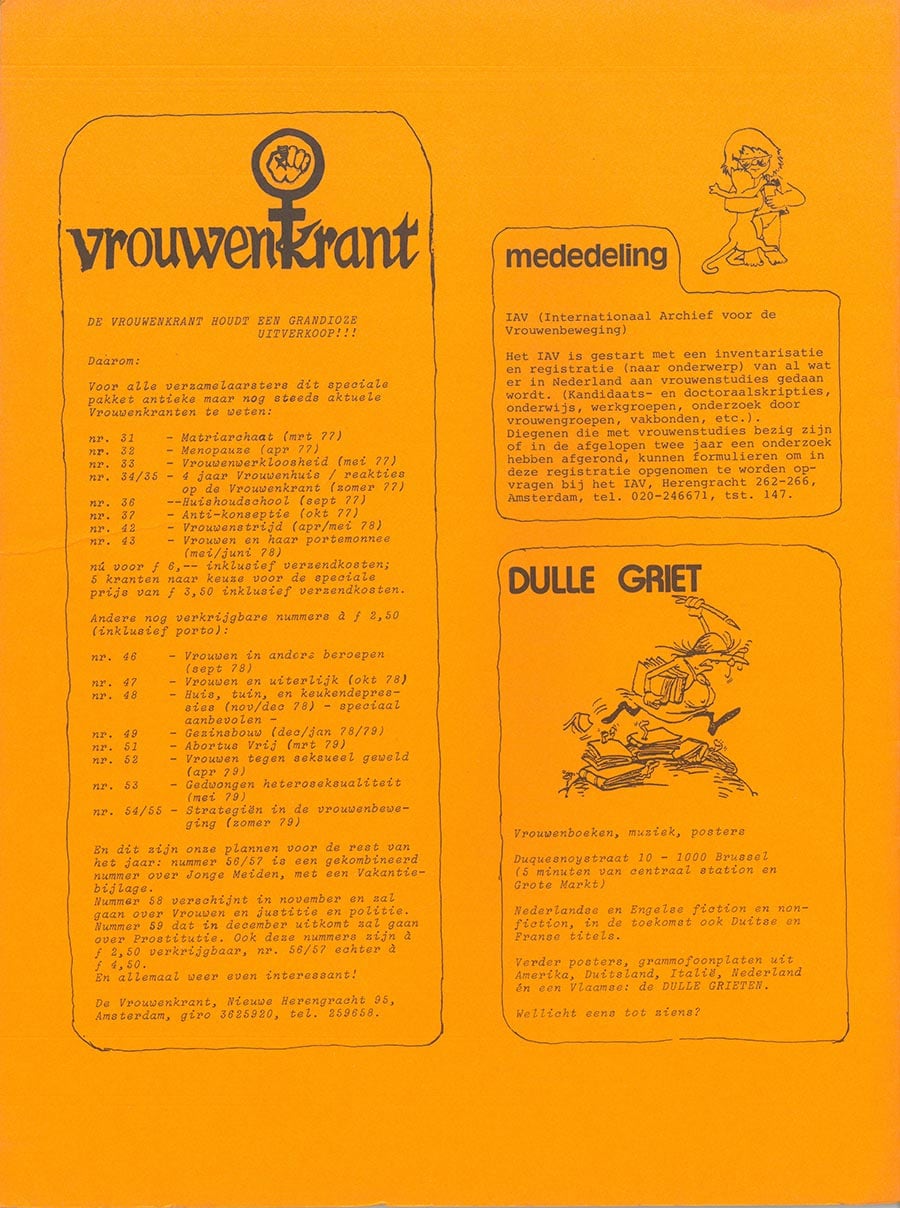 vrouwenkrant
DE VROUWENKRANT HOUDT EEN GRANDIOZE
UITVERKOOP!!!
Daarom:
Voor alle verzamelaarsters dit speciale
pakket antieke maar nog steeds aktuele
Vrouwenkranten te weten:
nr. 31 - Matriarchaat (mrt 77)
nr. 32 - Menopauze (apr 77)
nr. 33 - Vrouwenwerkloosheid (mei 77)
nr. 34/35 - 4 jaar Vrouwenhuis / reakties
op de Vrouwenkrant (zomer 77)
nr. 36 --Huishoudschool (sept 77)
nr. 37 - Anti-konseptie (okt 77)
nr. 42 - Vrouwenstrijd (apr/mei 78)
nr. 43 - Vrouwen en haar portemonnee
(mei/juni 78)
nú voor ƒ 6,-- inklusief verzendkosten;
5 kranten naar keuze voor de speciale
prijs van ƒ 3,50 inklusief verzendkosten.
Andere nog verkrijgbare nummers à ƒ 2,50
(inklusief porto):
nr. 46 - Vrouwen in anders beroepen
(sept 78)
nr. 47 - Vrouwen en uiterlijk (okt 78)
nr. 48 - Huis, tuin, en keukendepres-
sies (nov/dec 78) - speciaal
aanbevolen -
nr. 49 - Gezinsbouw (dec/jan 78/79)
nr. 51 - Abortus Vrij (mrt 79)
nr. 52 - Vrouwen tegen seksueel geweld
(apr 79)
nr. 53 - Gedwongen heteroseksualiteit
(mei 79)
nr. 54/55 - Strategiën in de vrouwenbewe-
ging (zomer 79)
En dit zijn onze plannen voor de rest van
het jaar: nummer 56/57 is een gekombineerd
nummer over Jonge Meiden, met een Vakantie-
bijlage.
Nummer 58 verschijnt in november en zal
gaan over Vrouwen en justitie en politie.
Nummer 59 dat in december uitkomt zal gaan
over Prostitutie. Ook deze nummers zijn à
ƒ 2,50 verkrijgbaar, nr. 56/57 echter à
ƒ 4,50.
En allemaal weer even interessant!
De Vrouwenkrant, Nieuwe Herengracht 95,
Amsterdam, giro 3625920, tel. 259658.
mededeling
IAV (Internationaal Archief voor de
Vrouwenbeweging)
Het IAV is gestart met een inventarisatie
en registratie (naar onderwerp) van al wat
er in Nederland aan vrouwenstudies gedaan
wordt. (Kandidaats- en doctoraalskripties,
onderwijs, werkgroepen, onderzoek door
vrouwengroepen, vakbonden, etc.).
Diegenen die met vrouwenstudies bezig zijn
of in de afgelopen twee jaar een onderzoek
hebben afgerond, kunnen formulieren om in
deze registratie opgenomen te worden op-
vragen bij het IAV, Herengracht 262-266,
Amsterdam, tel. 020-246671, tst. 147.
DULLE GRIET
Vrouwenboeken, muziek, posters
Duquesnoystraat 10 - 1000 Brussel
(5 minuten van centraal station en
Grote Markt)
Nederlandse en Engelse fiction en non-
fiction, in de toekomst ook Duitse en
Franse titels.
Verder posters, grammofoonplaten uit
Amerika, Duitsland, Italië, Nederland
én een Vlaamse: de DULLE GRIETEN.
Wellicht eens tot ziens?